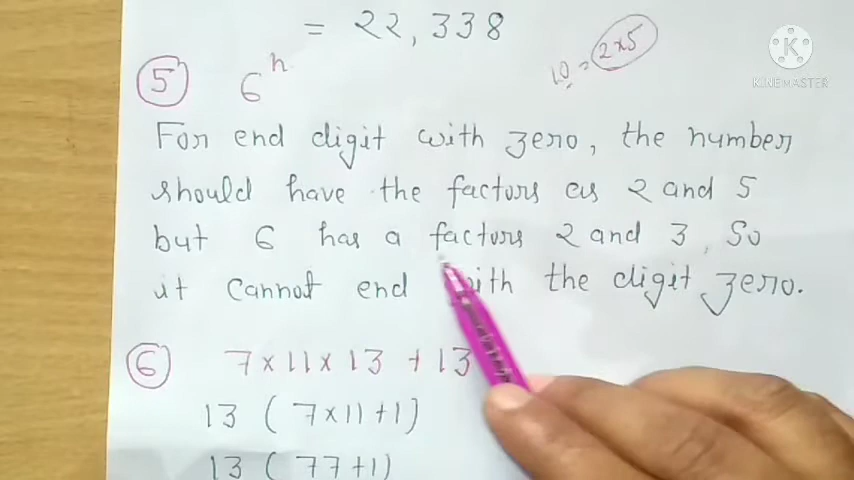 = 22,338
10 = 2x5
K
KINEMASTER
5 6^n
For end digit with zero, the number
should have the factors as 2 and 5
but 6 has a factors 2 and 3, So
it cannot end with the digit zero.
6 7 x 11 x 13 + 13
13 ( 7 x 11 + 1 )
13 ( 77 + 1 )